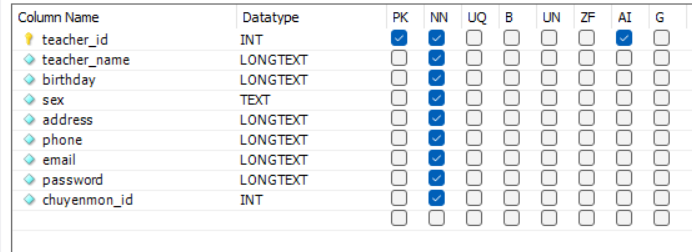 Column Name Datatype PK NN UQ B UN ZF AI G
teacher_id INT
teacher_name LONGTEXT
birthday LONGTEXT
sex TEXT
address LONGTEXT
phone LONGTEXT
email LONGTEXT
password LONGTEXT
chuyenmon_id INT